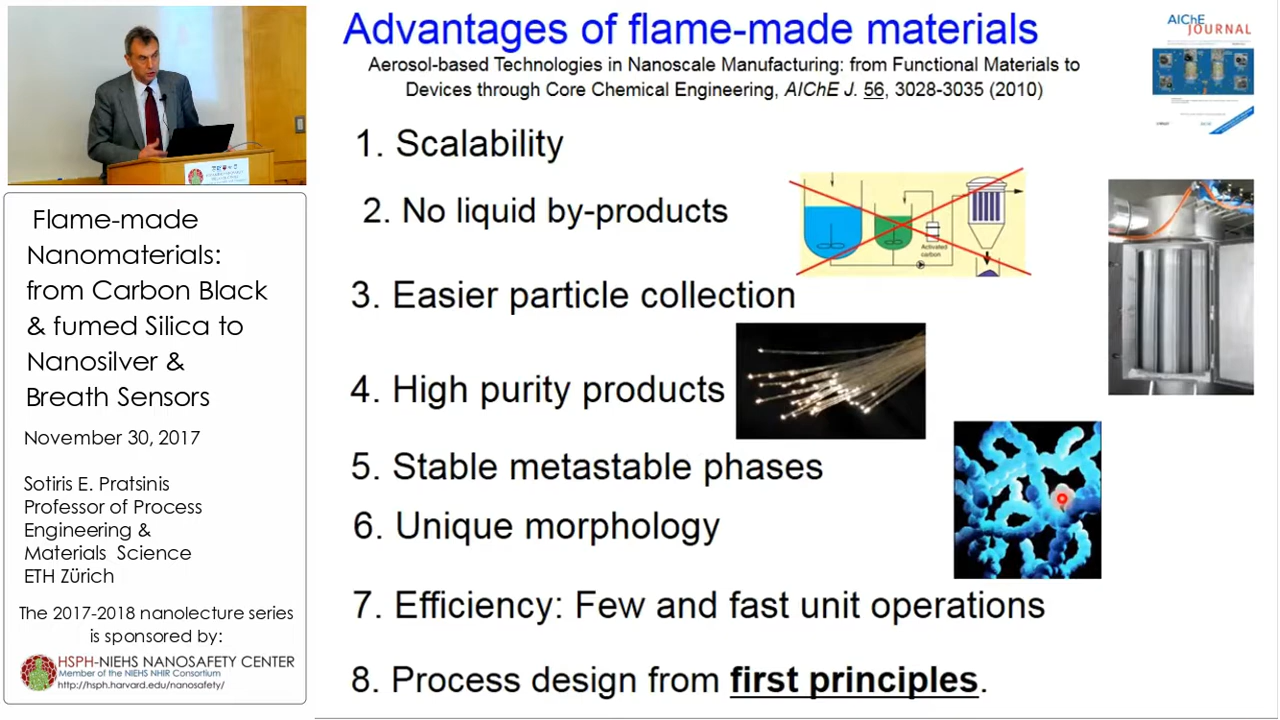 Advantages of flame-made materials
Aerosol-based Technologies in Nanoscale Manufacturing: from Functional Materials to
Devices through Core Chemical Engineering, AIChE J. 56, 3028-3035 (2010)
AIChE
JOURNAL
1. Scalability
2. No liquid by-products
Activated
carbon
3. Easier particle collection
4. High purity products
5. Stable metastable phases
6. Unique morphology
7. Efficiency: Few and fast unit operations
8. Process design from first principles.
Flame-made
Nanomaterials:
from Carbon Black
& fumed Silica to
Nanosilver &
Breath Sensors
November 30, 2017
Sotiris E. Pratsinis
Professor of Process
Engineering &
Materials Science
ETH Zürich
The 2017-2018 nanolecture series
is sponsored by:
HSPH-NIEHS NANOSAFETY CENTER
Member of the NIEHS NHIR Consortium
http://hsph.harvard.edu/nanosafety/